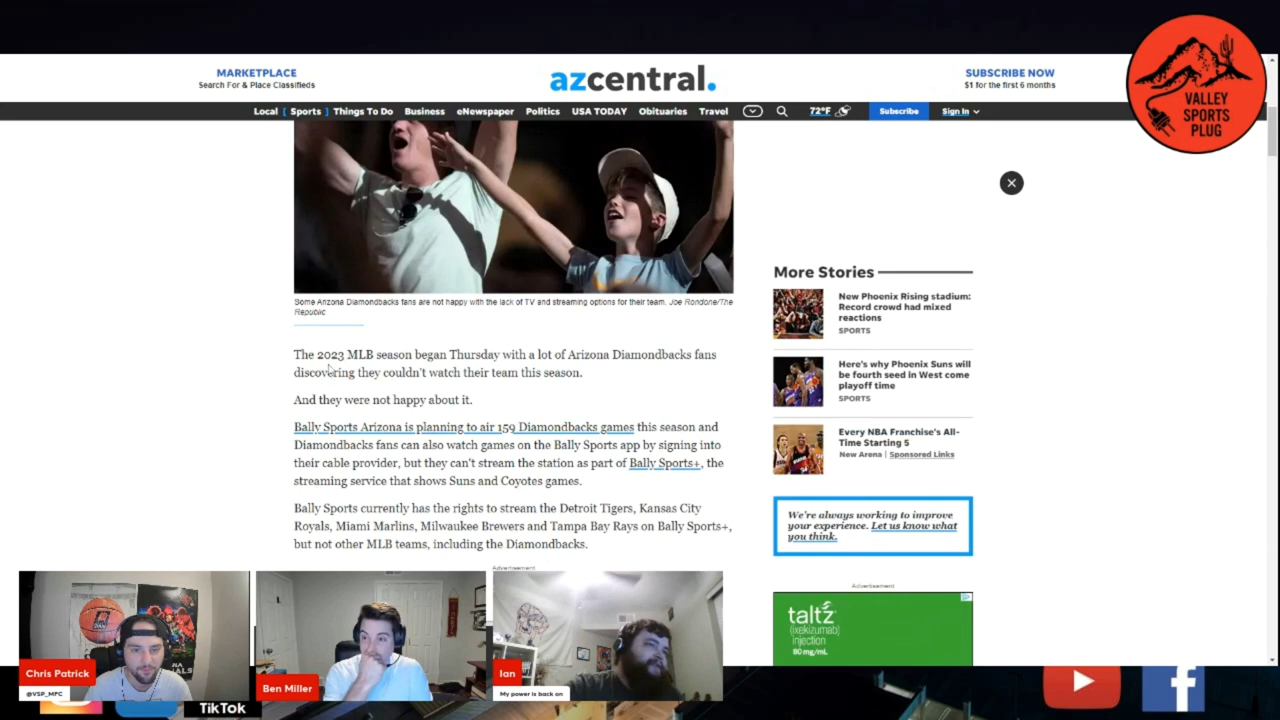 MARKETPLACE
Search For & Place Classifieds
azcentral.
SUBSCRIBE NOW
$1 for the first 6 months
VALLEY
SPORTS
PLUG
Local Sports Things To Do Business eNewspaper Politics USA TODAY Obituaries Travel 72°F Subscribe Sign In
Some Arizona Diamondbacks fans are not happy with the lack of TV and streaming options for their team. Joe Rondone/The
Republic
The 2023 MLB season began Thursday with a lot of Arizona Diamondbacks fans
discovering they couldn't watch their team this season.
And they were not happy about it.
Bally Sports Arizona is planning to air 159 Diamondbacks games this season and
Diamondbacks fans can also watch games on the Bally Sports app by signing into
their cable provider, but they can't stream the station as part of Bally Sports+, the
streaming service that shows Suns and Coyotes games.
Bally Sports currently has the rights to stream the Detroit Tigers, Kansas City
Royals, Miami Marlins, Milwaukee Brewers and Tampa Bay Rays on Bally Sports+,
but not other MLB teams, including the Diamondbacks.
Advertisement
More Stories
New Phoenix Rising stadium:
Record crowd had mixed
reactions
SPORTS
Here's why Phoenix Suns will
be fourth seed in West come
playoff time
SPORTS
Every NBA Franchise's All-
Time Starting 5
New Arena | Sponsored Links
We're always working to improve
your experience. Let us know what
you think.
Advertisement
taltz
(ixekizumab)
injection
80 mg/mL
Chris Patrick
@VSP_MFC
Ben Miller
Ian
My power is back on
TikTok